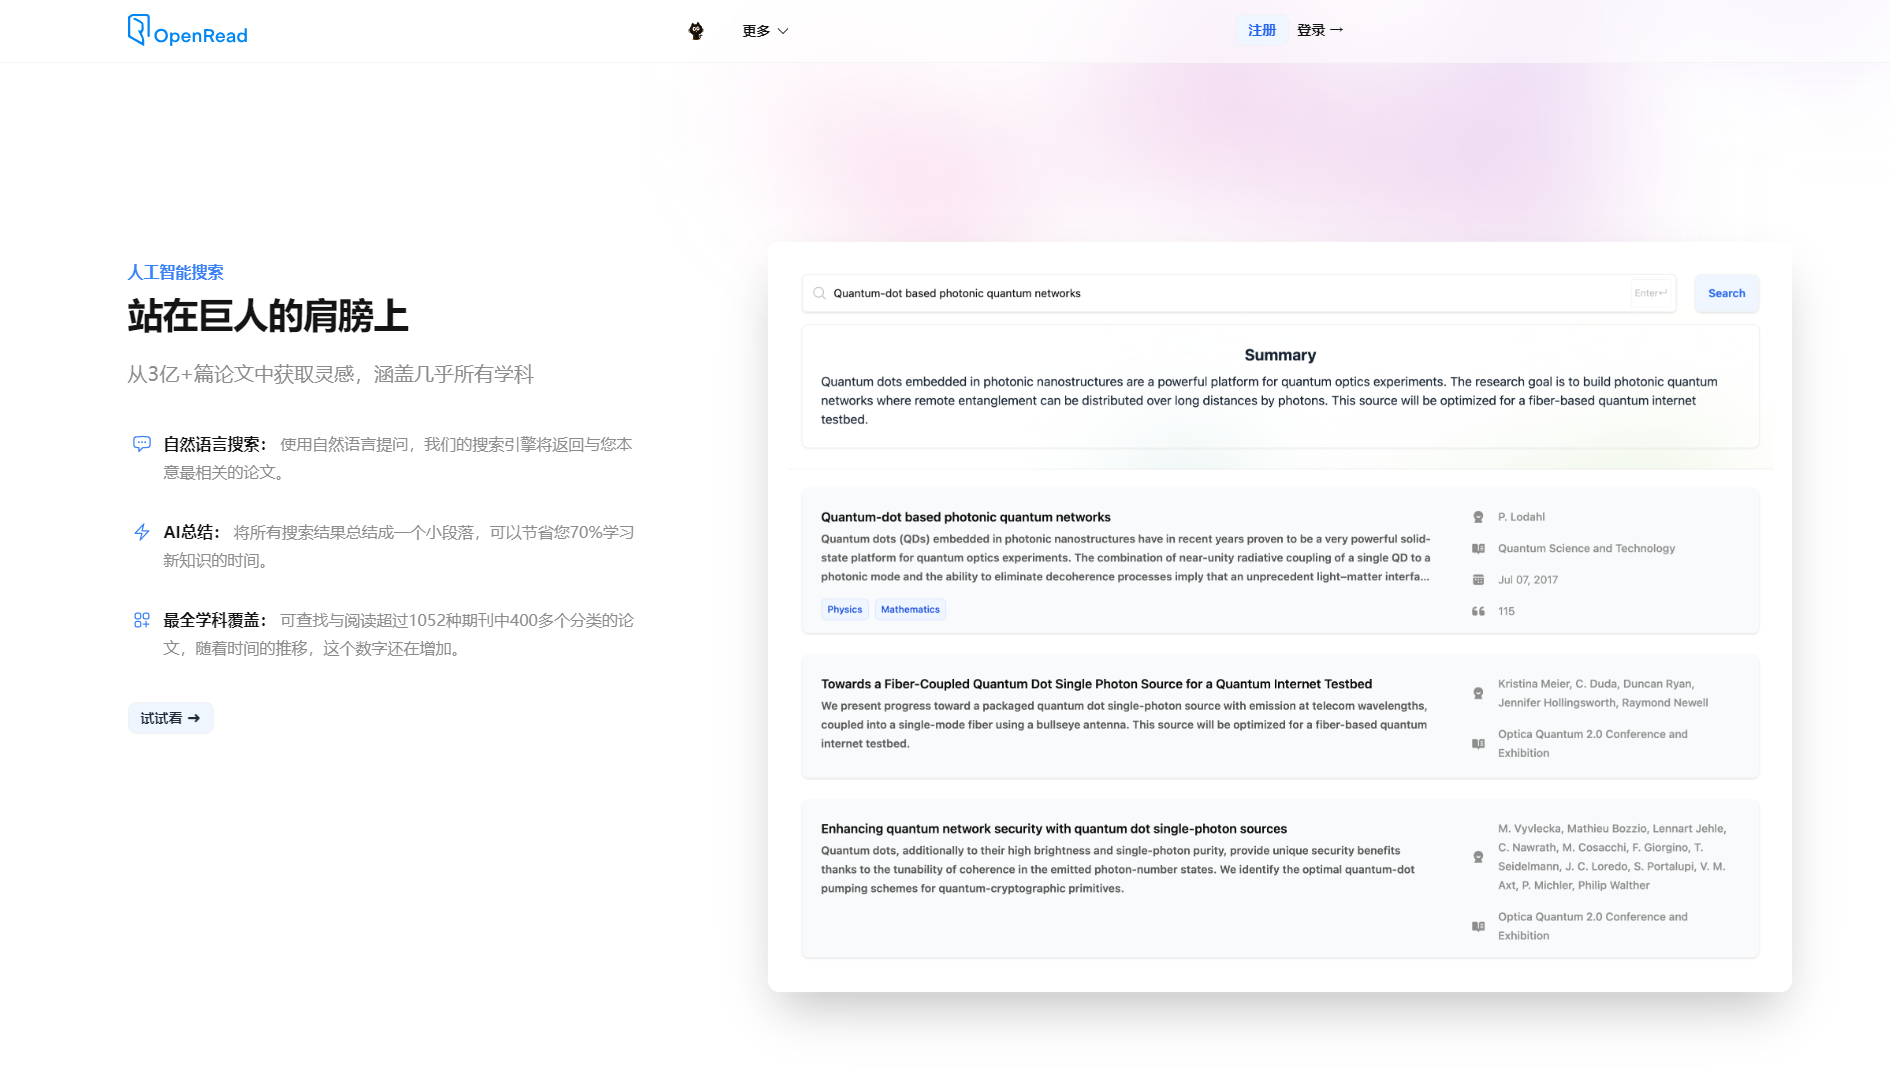 OpenRead
更多
注册
登录 →
人工智能搜索
站在巨人的肩膀上
从3亿+篇论文中获取灵感，涵盖几乎所有学科
自然语言搜索： 使用自然语言提问，我们的搜索引擎将返回与您本
意最相关的论文。
AI总结： 将所有搜索结果总结成一个小段落，可以节省您70%学习
新知识的时间。
最全学科覆盖： 可查找与阅读超过1052种期刊中400多个分类的论
文，随着时间的推移，这个数字还在增加。
试试看 →
Quantum-dot based photonic quantum networks
Enter↵
Search
Summary
Quantum dots embedded in photonic nanostructures are a powerful platform for quantum optics experiments. The research goal is to build photonic quantum
networks where remote entanglement can be distributed over long distances by photons. This source will be optimized for a fiber-based quantum internet
testbed.
Quantum-dot based photonic quantum networks
Quantum dots (QDs) embedded in photonic nanostructures have in recent years proven to be a very powerful solid-
state platform for quantum optics experiments. The combination of near-unity radiative coupling of a single QD to a
photonic mode and the ability to eliminate decoherence processes imply that an unprecedent light–matter interfa...
Physics
Mathematics
P. Lodahl
Quantum Science and Technology
Jul 07, 2017
115
Towards a Fiber-Coupled Quantum Dot Single Photon Source for a Quantum Internet Testbed
We present progress toward a packaged quantum dot single-photon source with emission at telecom wavelengths,
coupled into a single-mode fiber using a bullseye antenna. This source will be optimized for a fiber-based quantum
internet testbed.
Kristina Meier, C. Duda, Duncan Ryan,
Jennifer Hollingsworth, Raymond Newell
Optica Quantum 2.0 Conference and
Exhibition
Enhancing quantum network security with quantum dot single-photon sources
Quantum dots, additionally to their high brightness and single-photon purity, provide unique security benefits
thanks to the tunability of coherence in the emitted photon-number states. We identify the optimal quantum-dot
pumping schemes for quantum-cryptographic primitives.
M. Vyvlecka, Mathieu Bozzio, Lennart Jehle,
C. Nawrath, M. Cosacchi, F. Giorgino, T.
Seidelmann, J. C. Loredo, S. Portalupi, V. M.
Axt, P. Michler, Philip Walther
Optica Quantum 2.0 Conference and
Exhibition